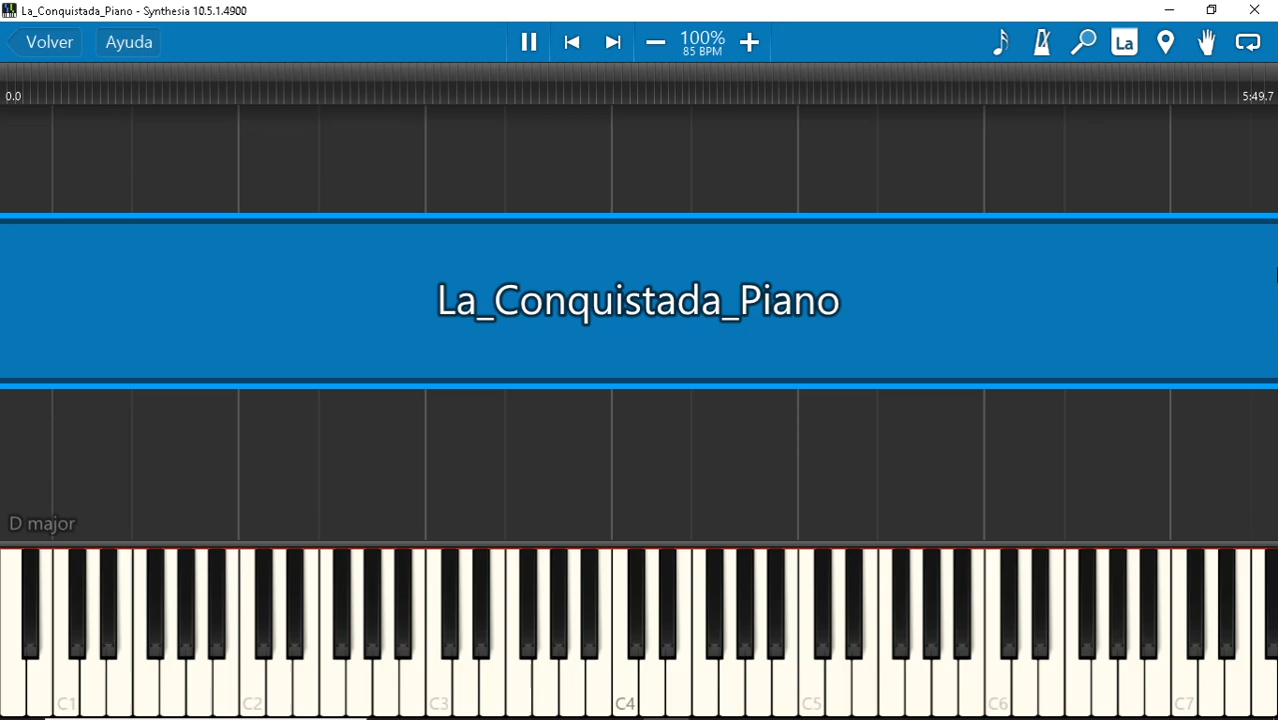 La_Conquistada_Piano - Synthesia 10.5.1.4900
Volver
Ayuda
100%
85 BPM
La
0.0
5:49.7
La_Conquistada_Piano
D major
C1
C2
C3
C4
C5
C6
C7